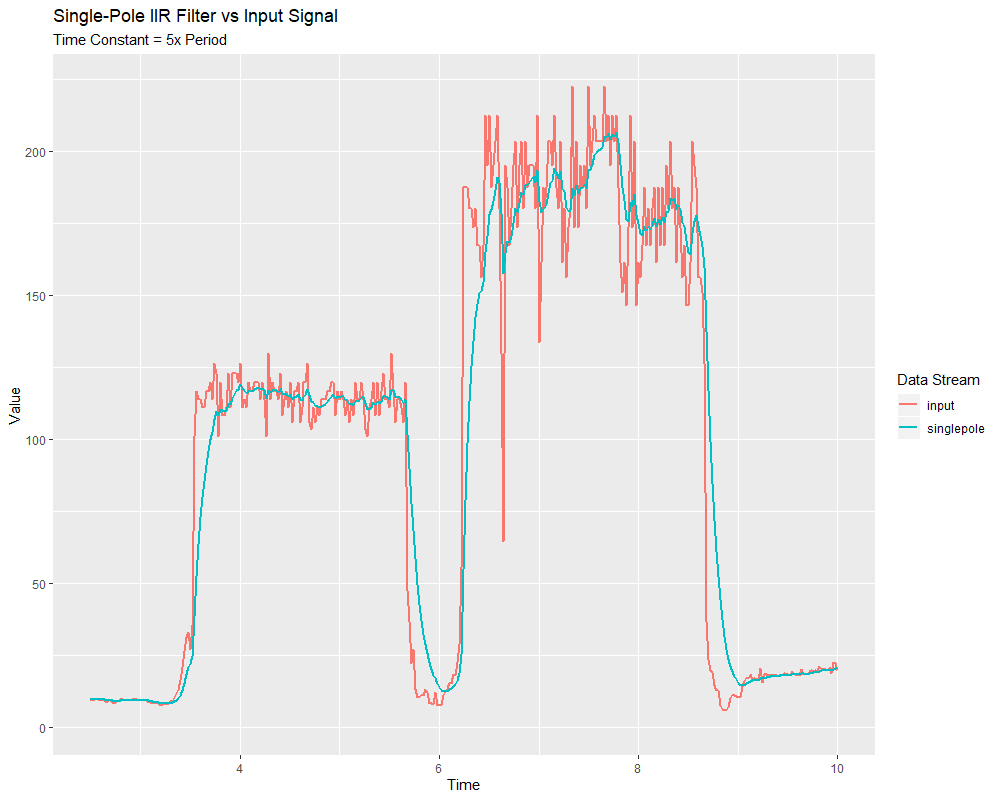 Single-Pole IIR Filter vs Input Signal
Time Constant = 5x Period
200
150
100
50
0
Value
4
6
8
10
Time
Data Stream
input
singlepole